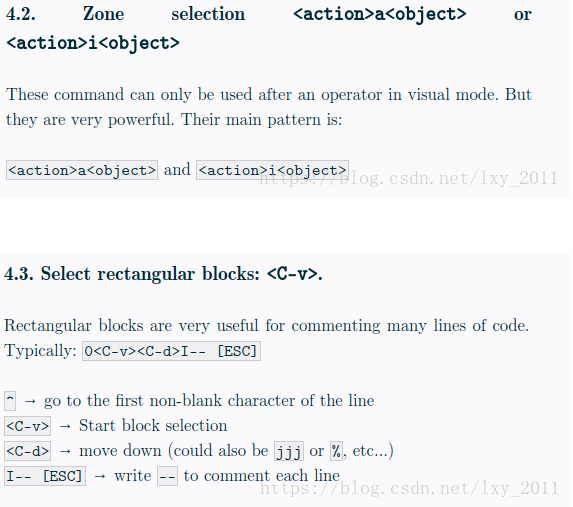 4.2. Zone selection <action>a<object> or
<action>i<object>
These command can only be used after an operator in visual mode. But
they are very powerful. Their main pattern is:
<action>a<object> and <action>i<object>
https://blog.csdn.net/lxy_2011
4.3. Select rectangular blocks: <C-v>.
Rectangular blocks are very useful for commenting many lines of code.
Typically: 0<C-v><C-d>I-- [ESC]
^ → go to the first non-blank character of the line
<C-v> → Start block selection
<C-d> → move down (could also be jjj or %, etc...)
I-- [ESC] → write -- to comment each line
https://blog.csdn.net/lxy_2011